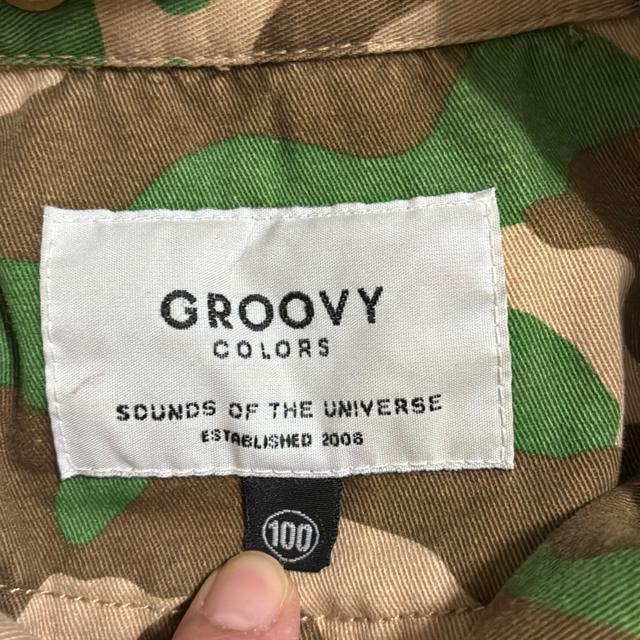 GROOVY
COLORS
SOUNDS OF THE UNIVERSE
ESTABLISHED 2006
100